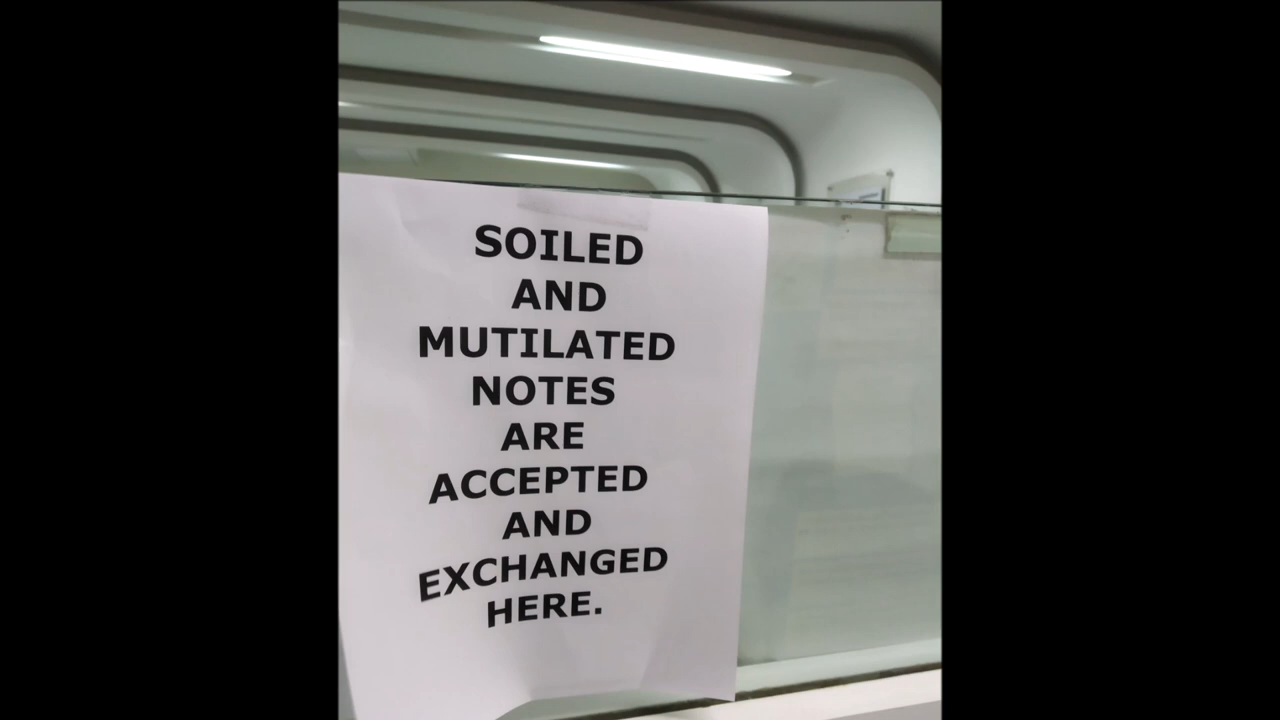 SOILED
AND
MUTILATED
NOTES
ARE
ACCEPTED
AND
EXCHANGED
HERE.